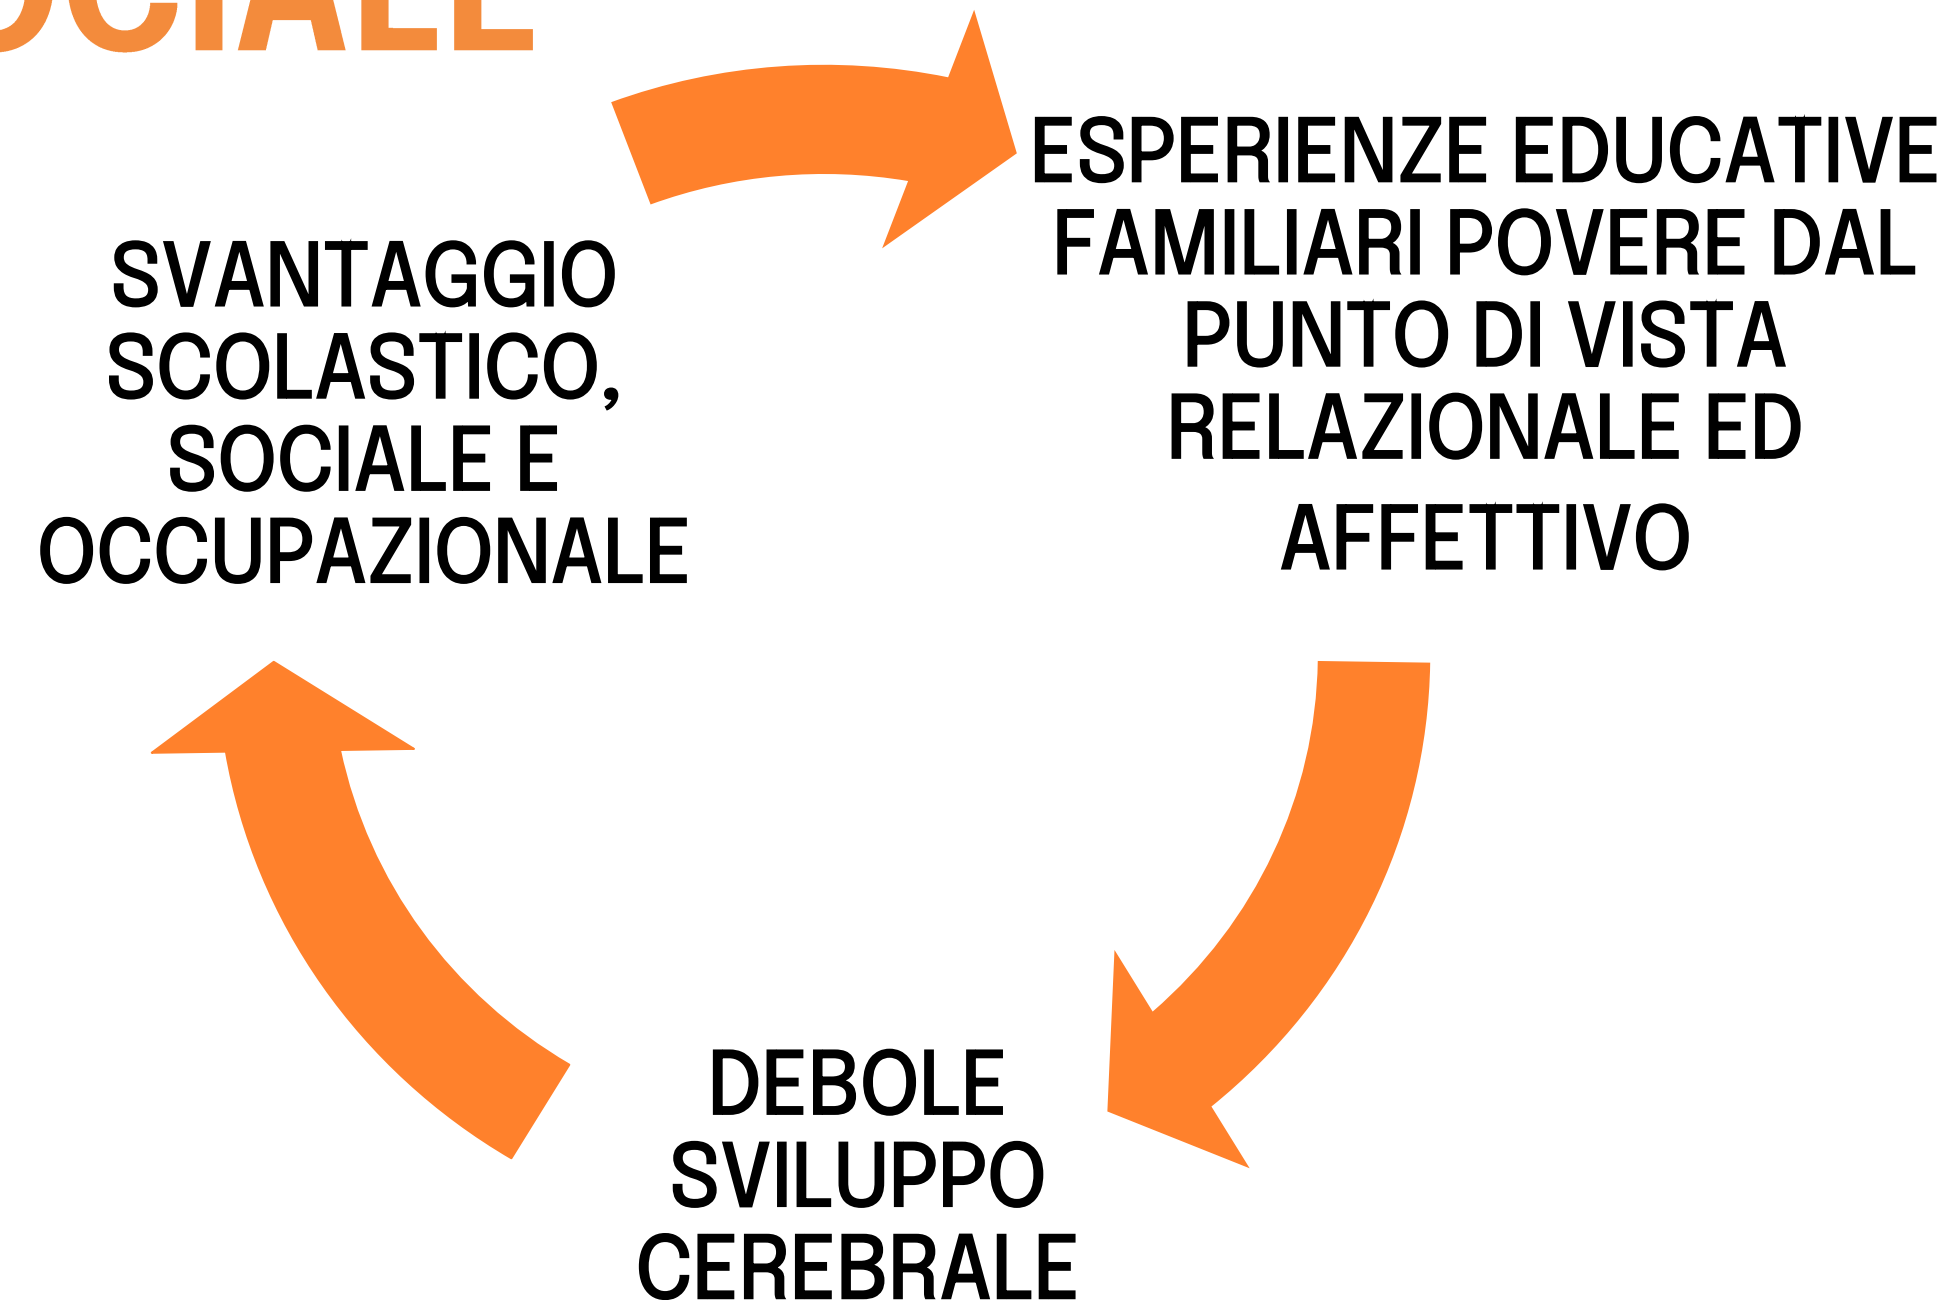 ESPERIENZE EDUCATIVE
FAMILIARI POVERE DAL
PUNTO DI VISTA
RELAZIONALE ED
AFFETTIVO
SVANTAGGIO
SCOLASTICO,
SOCIALE E
OCCUPAZIONALE
DEBOLE
SVILUPPO
CEREBRALE